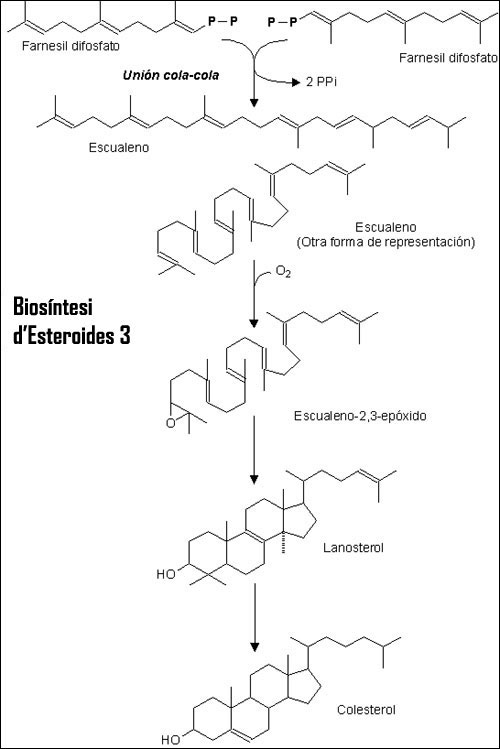 P-P
P-P
Farnesil difosfato
Farnesil difosfato
Unión cola-cola
2 PPi
Escualeno
Escualeno
(Otra forma de representación)
O2
Biosíntesi
d'Esteroides 3
O
Escualeno-2,3-epóxido
HO
Lanosterol
HO
Colesterol